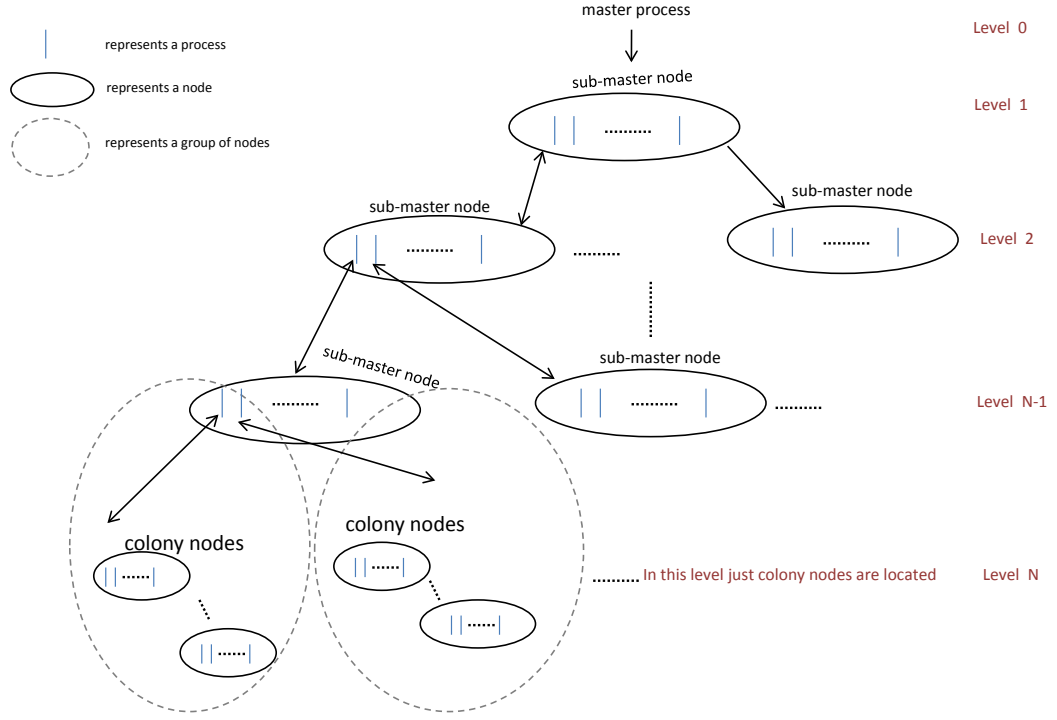 master process
Level 0
represents a process
sub-master node
represents a node
Level 1
represents a group of nodes
sub-master node
sub-master node
Level 2
sub-master node
sub-master node
Level N-1
colony nodes
colony nodes
In this level just colony nodes are located
Level N